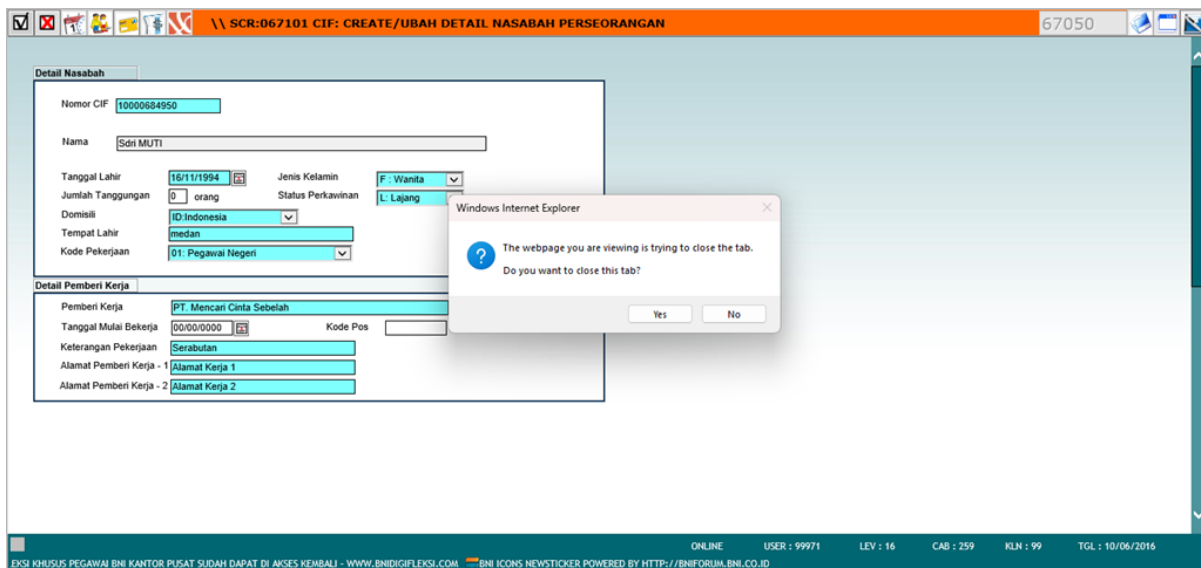 \\ SCR:067101 CIF: CREATE/UBAH DETAIL NASABAH PERSEORANGAN 67050
Detail Nasabah
Nomor CIF 10000684950
Nama Sdri MUTI
Tanggal Lahir 16/11/1994 Jenis Kelamin F : Wanita
Jumlah Tanggungan 0 orang Status Perkawinan L: Lajang
Domisili ID:Indonesia
Tempat Lahir medan
Kode Pekerjaan 01: Pegawai Negeri
Windows Internet Explorer
The webpage you are viewing is trying to close the tab.
Do you want to close this tab?
Yes No
Detail Pemberi Kerja
Pemberi Kerja PT. Mencari Cinta Sebelah
Tanggal Mulai Bekerja 00/00/0000 Kode Pos
Keterangan Pekerjaan Serabutan
Alamat Pemberi Kerja - 1 Alamat Kerja 1
Alamat Pemberi Kerja - 2 Alamat Kerja 2
ONLINE USER : 99971 LEV : 16 CAB : 259 KLN : 99 TGL : 10/06/2016
EKSI KHUSUS PEGAWAI BNI KANTOR PUSAT SUDAH DAPAT DI AKSES KEMBALI - WWW.BNIDIGIFLEKSI.COM BNI ICONS NEWSTICKER POWERED BY HTTP://BNIFORUM.BNI.CO.ID